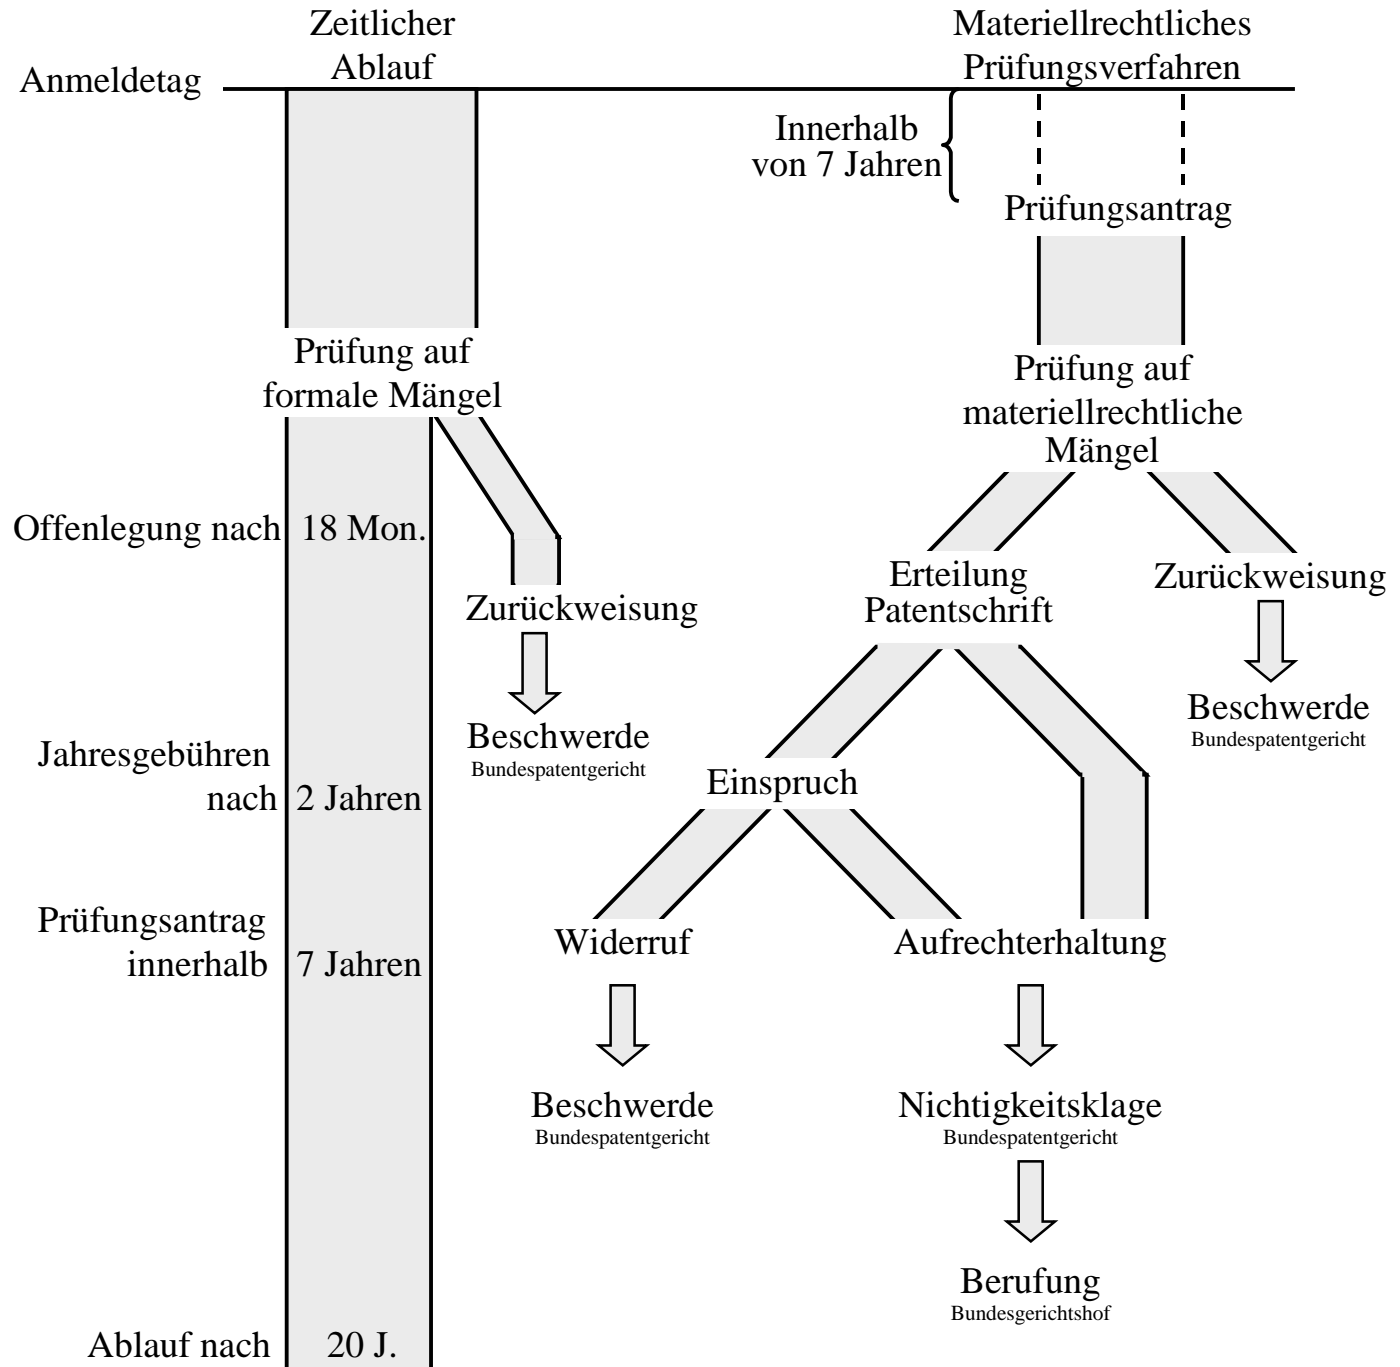 Zeitlicher
Ablauf
Materiellrechtliches
Prüfungsverfahren
Anmeldetag
Innerhalb
von 7 Jahren
Prüfungsantrag
Prüfung auf
formale Mängel
Prüfung auf
materiellrechtliche
Mängel
Offenlegung nach
18 Mon.
Zurückweisung
Beschwerde
Bundespatentgericht
Erteilung
Patentschrift
Zurückweisung
Beschwerde
Bundespatentgericht
Jahresgebühren
nach
2 Jahren
Einspruch
Prüfungsantrag
innerhalb
7 Jahren
Widerruf
Aufrechterhaltung
Beschwerde
Bundespatentgericht
Nichtigkeitsklage
Bundespatentgericht
Berufung
Bundesgerichtshof
Ablauf nach
20 J.